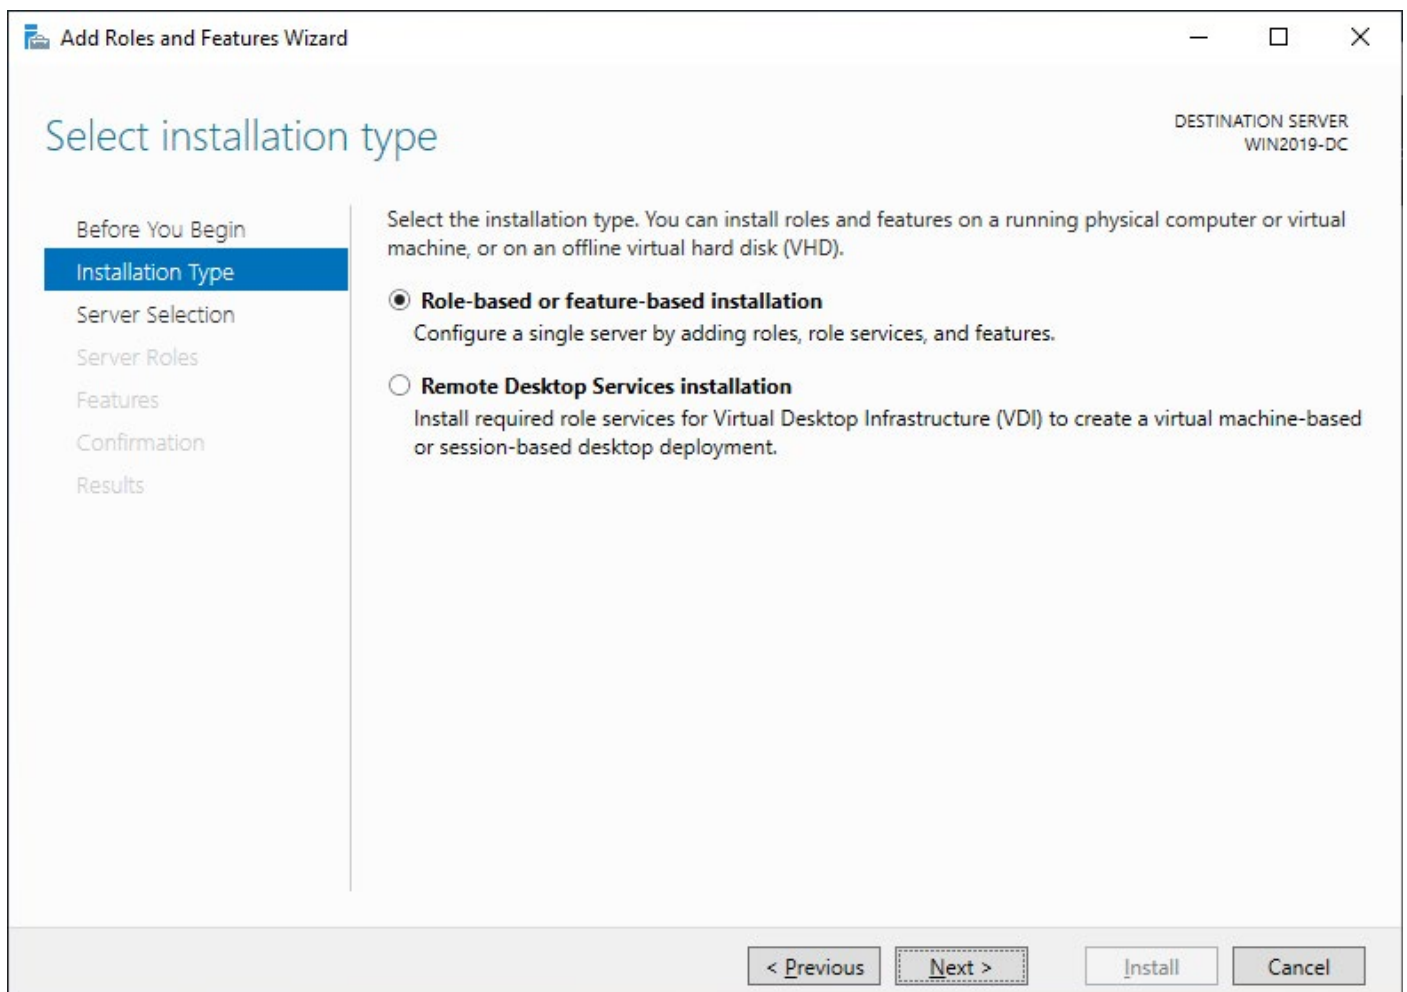 Add Roles and Features Wizard
Select installation type
DESTINATION SERVER
WIN2019-DC
Before You Begin
Installation Type
Server Selection
Server Roles
Features
Confirmation
Results
Select the installation type. You can install roles and features on a running physical computer or virtual
machine, or on an offline virtual hard disk (VHD).
Role-based or feature-based installation
Configure a single server by adding roles, role services, and features.
Remote Desktop Services installation
Install required role services for Virtual Desktop Infrastructure (VDI) to create a virtual machine-based
or session-based desktop deployment.
< Previous
Next >
Install
Cancel